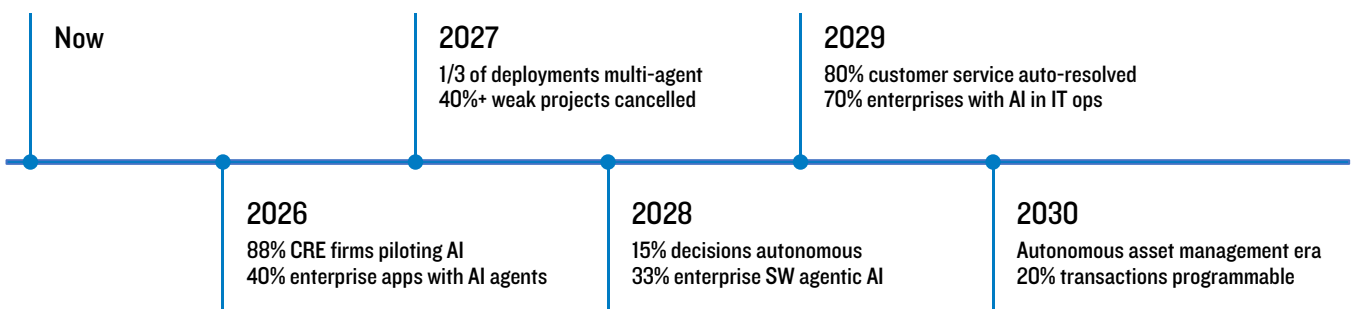 Now
2026
88% CRE firms piloting AI
40% enterprise apps with AI agents
2027
1/3 of deployments multi-agent
40%+ weak projects cancelled
2028
15% decisions autonomous
33% enterprise SW agentic AI
2029
80% customer service auto-resolved
70% enterprises with AI in IT ops
2030
Autonomous asset management era
20% transactions programmable